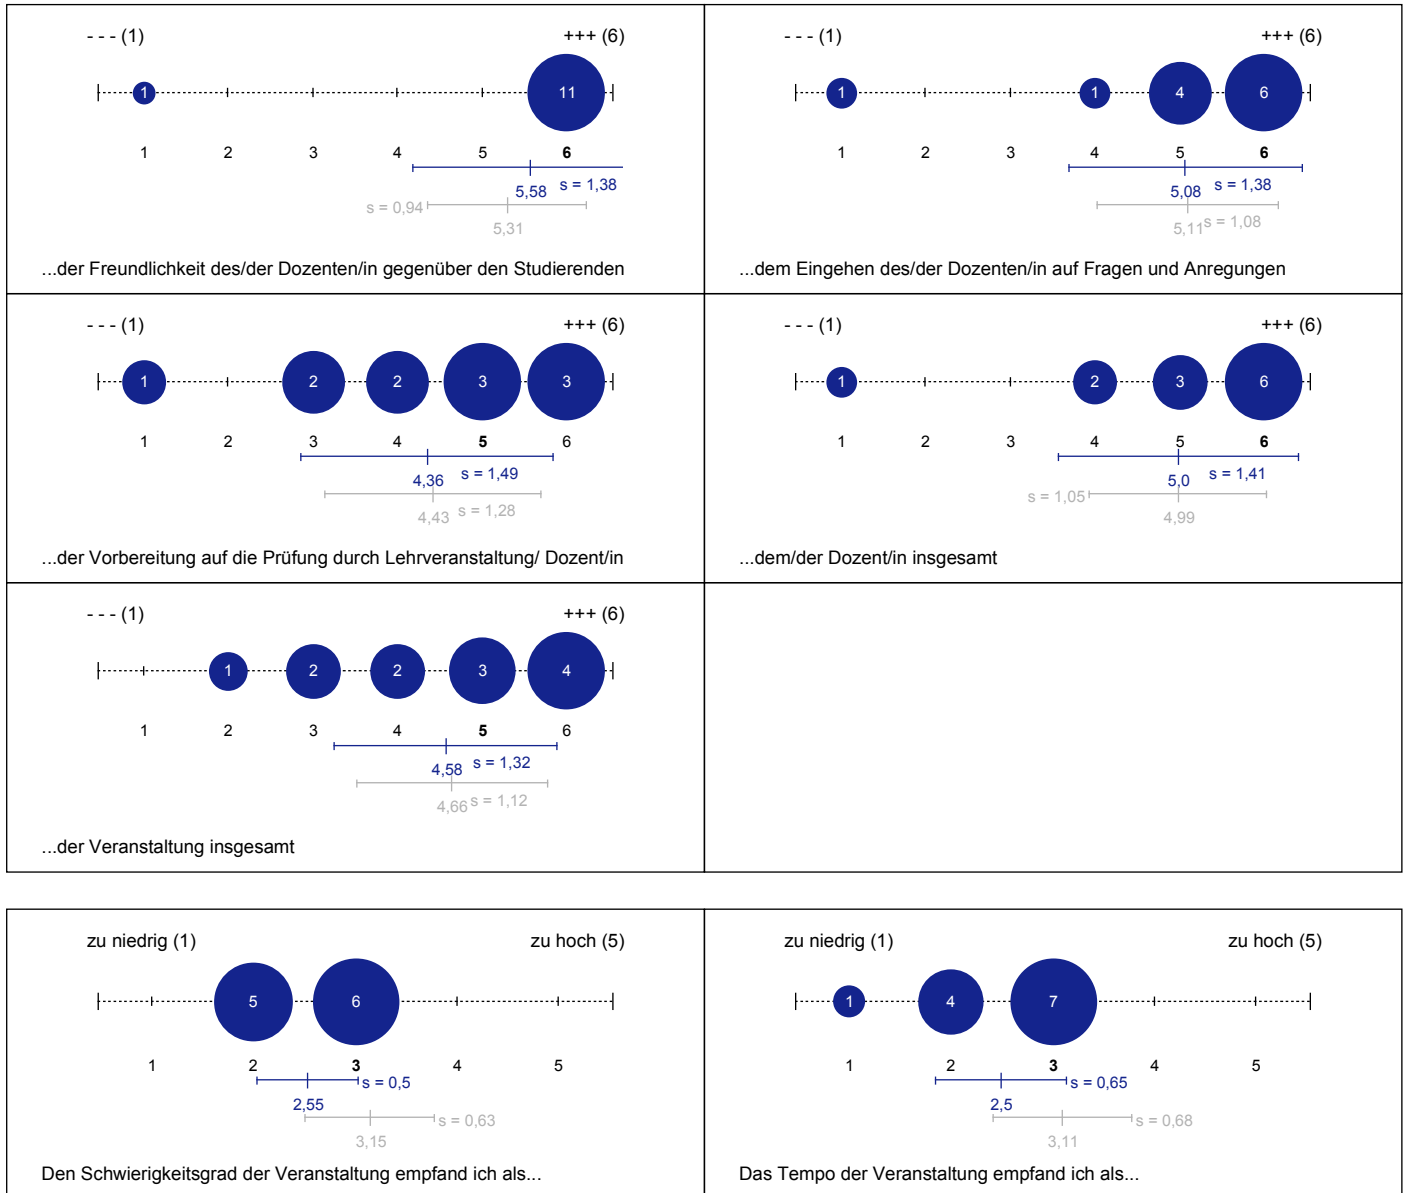 - - - (1) +++ (6)
1 11
1 2 3 4 5 6
5,58 s = 1,38
s = 0,94
5,31
...der Freundlichkeit des/der Dozenten/in gegenüber den Studierenden
- - - (1) +++ (6)
1 1 4 6
1 2 3 4 5 6
5,08 s = 1,38
5,11 s = 1,08
...dem Eingehen des/der Dozenten/in auf Fragen und Anregungen
- - - (1) +++ (6)
1 2 2 3 3
1 2 3 4 5 6
4,36 s = 1,49
4,43 s = 1,28
...der Vorbereitung auf die Prüfung durch Lehrveranstaltung/ Dozent/in
- - - (1) +++ (6)
1 2 3 6
1 2 3 4 5 6
5,0 s = 1,41
s = 1,05
4,99
...dem/der Dozent/in insgesamt
- - - (1) +++ (6)
1 2 2 3 4
1 2 3 4 5 6
4,58 s = 1,32
4,66 s = 1,12
...der Veranstaltung insgesamt
zu niedrig (1) zu hoch (5)
5 6
1 2 3 4 5
s = 0,5
2,55
s = 0,63
3,15
Den Schwierigkeitsgrad der Veranstaltung empfand ich als...
zu niedrig (1) zu hoch (5)
1 4 7
1 2 3 4 5
s = 0,65
2,5
s = 0,68
3,11
Das Tempo der Veranstaltung empfand ich als...